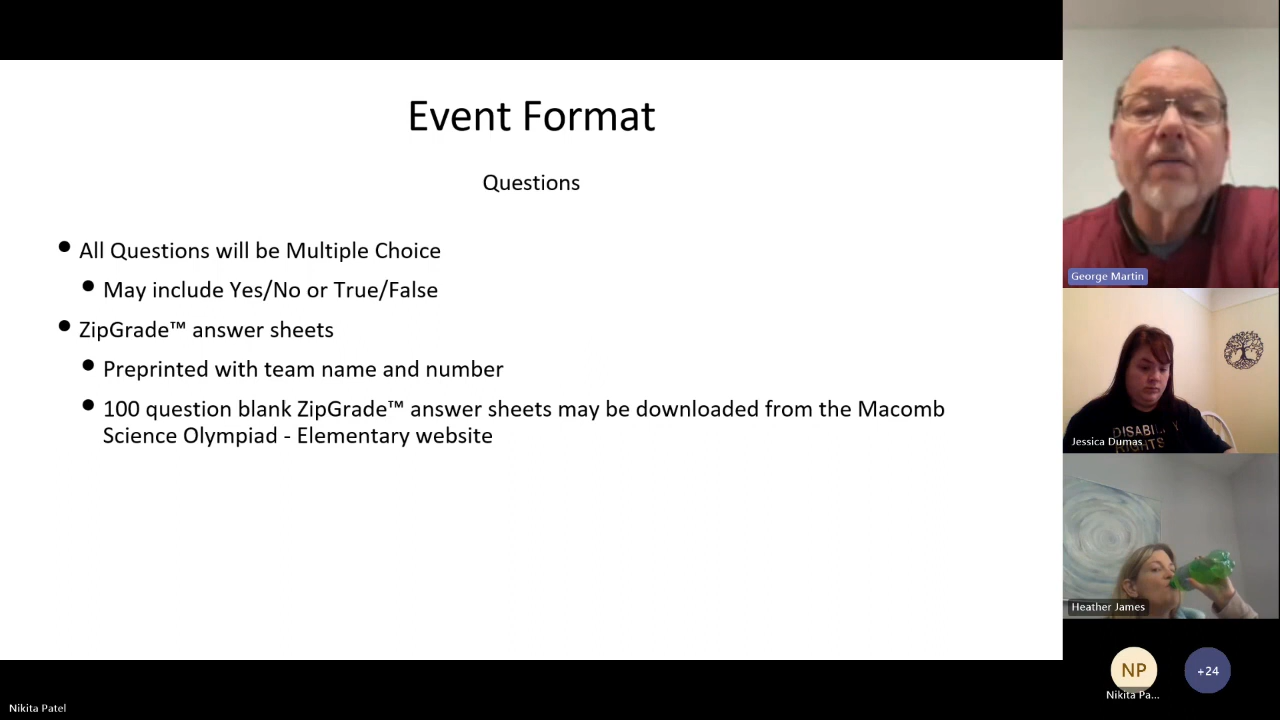 Event Format
Questions
All Questions will be Multiple Choice
May include Yes/No or True/False
ZipGrade™ answer sheets
Preprinted with team name and number
100 question blank ZipGrade™ answer sheets may be downloaded from the Macomb
Science Olympiad - Elementary website
George Martin
DISABILITY
RIGHTS
Jessica Dumas
Heather James
NP
+24
Nikita Pa...
Nikita Patel